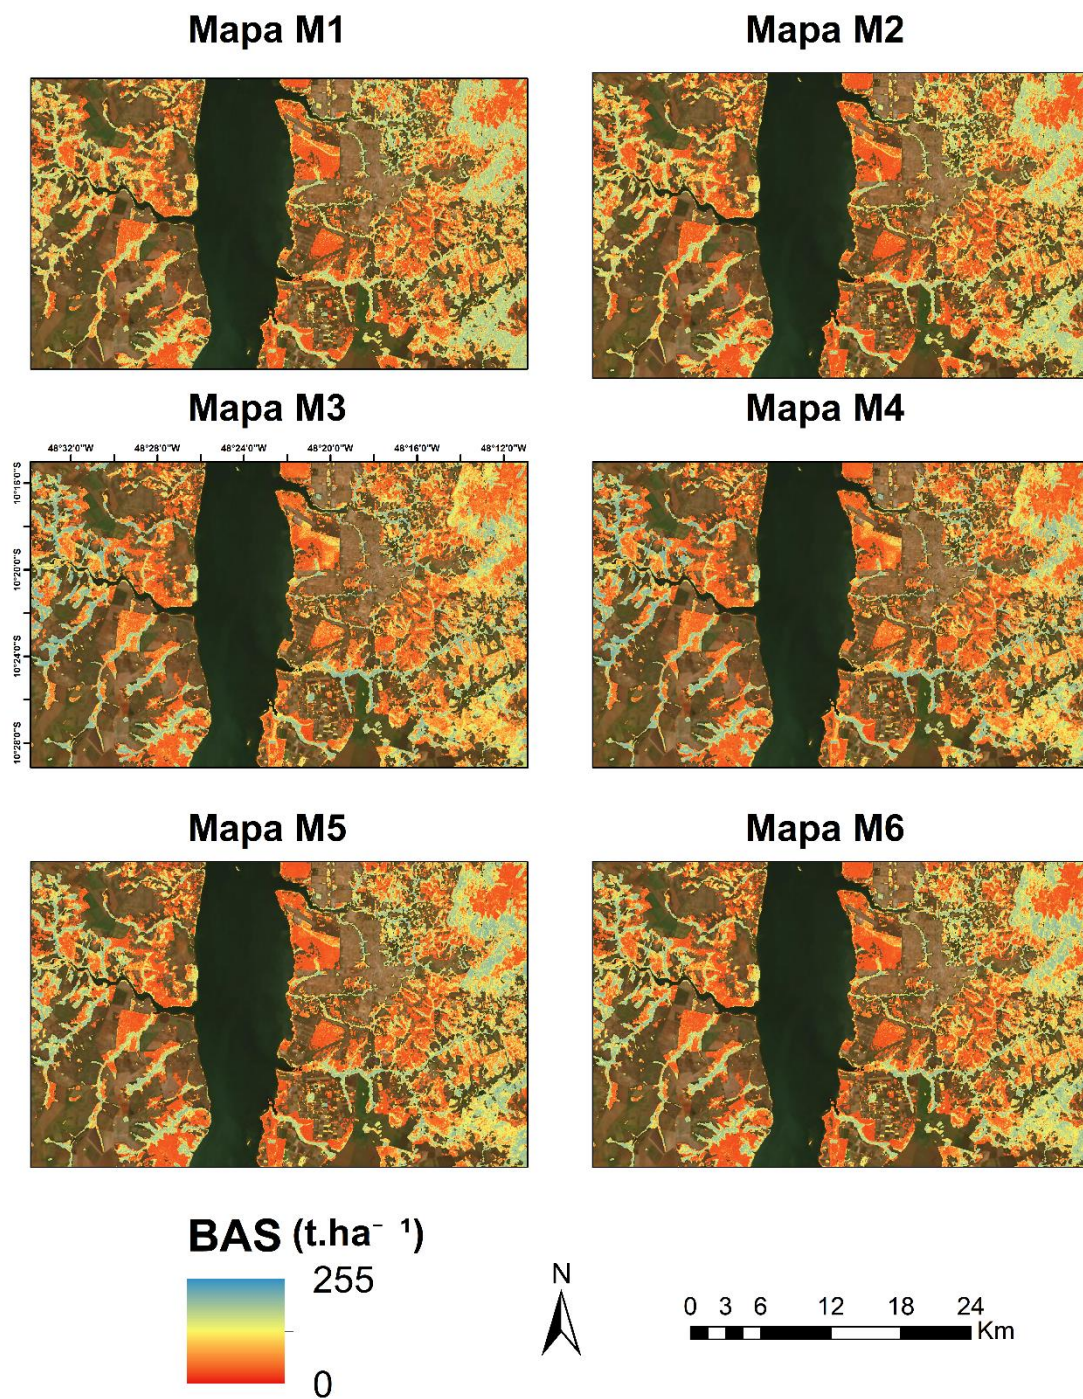 Mapa M1
Mapa M2
Mapa M3
Mapa M4
48°32'0"W 48°28'0"W 48°24'0"W 48°20'0"W 48°16'0"W 48°12'0"W
10°16'0"S
10°20'0"S
10°24'0"S
10°28'0"S
Mapa M5
Mapa M6
BAS (t.ha⁻ ¹)
255
0
N
0 3 6 12 18 24
Km